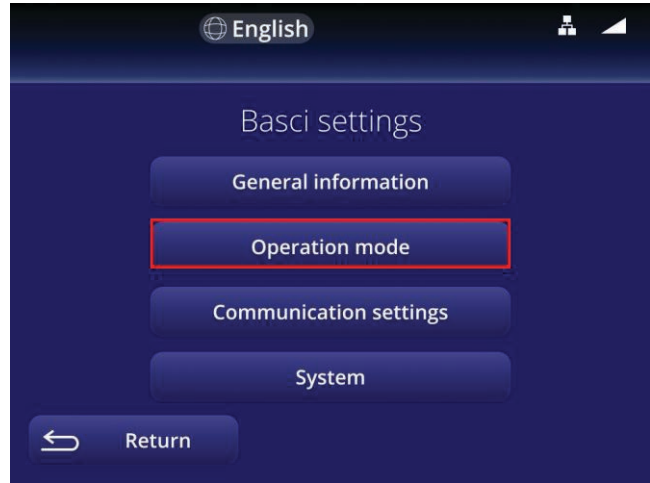 English
Basci settings
General information
Operation mode
Communication settings
System
Return